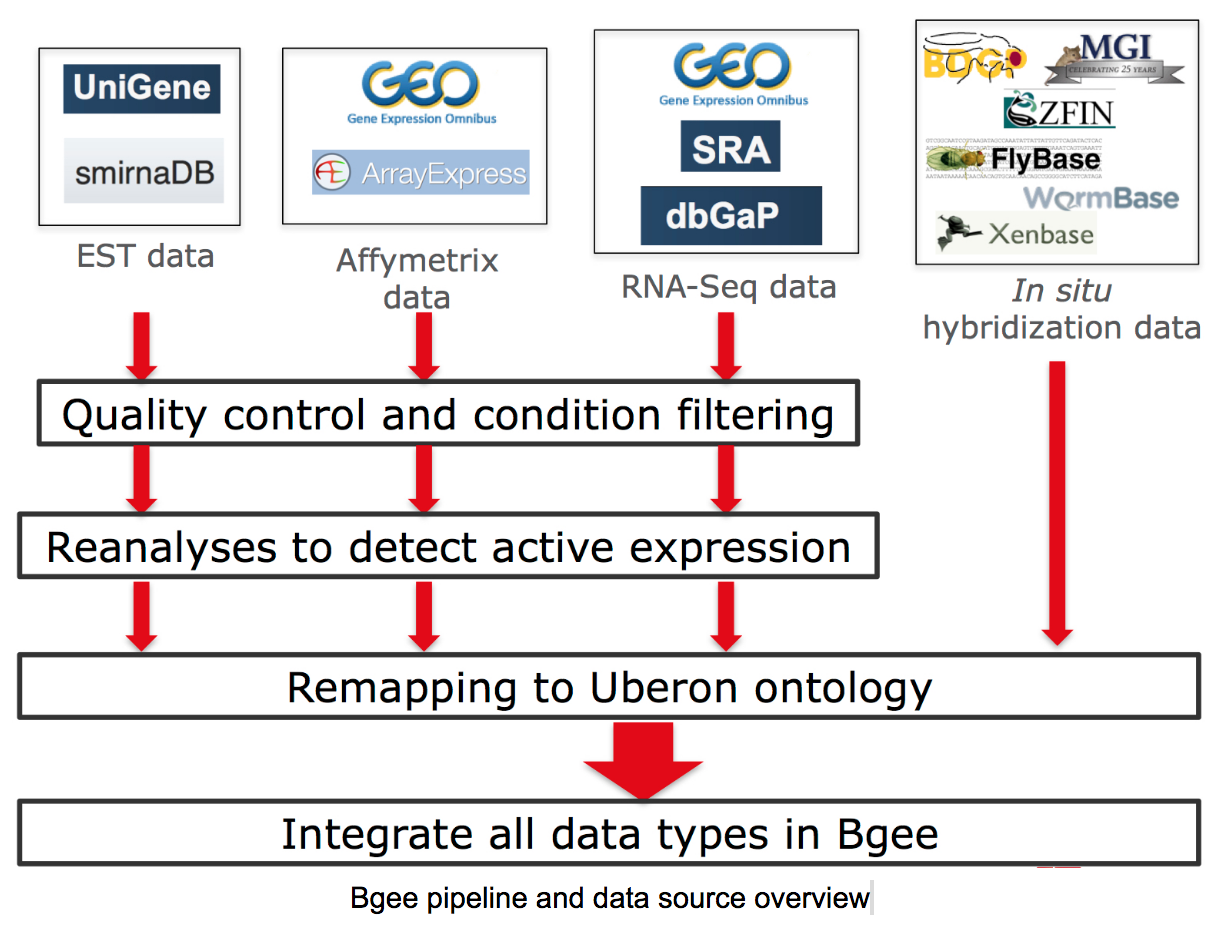 UniGene
smirnaDB
EST data
GEO
Gene Expression Omnibus
ArrayExpress
Affymetrix
data
GEO
Gene Expression Omnibus
SRA
dbGaP
RNA-Seq data
BDGP
MGI
CELEBRATING 25 YEARS
ZFIN
FlyBase
WormBase
Xenbase
In situ
hybridization data
Quality control and condition filtering
Reanalyses to detect active expression
Remapping to Uberon ontology
Integrate all data types in Bgee
Bgee pipeline and data source overview